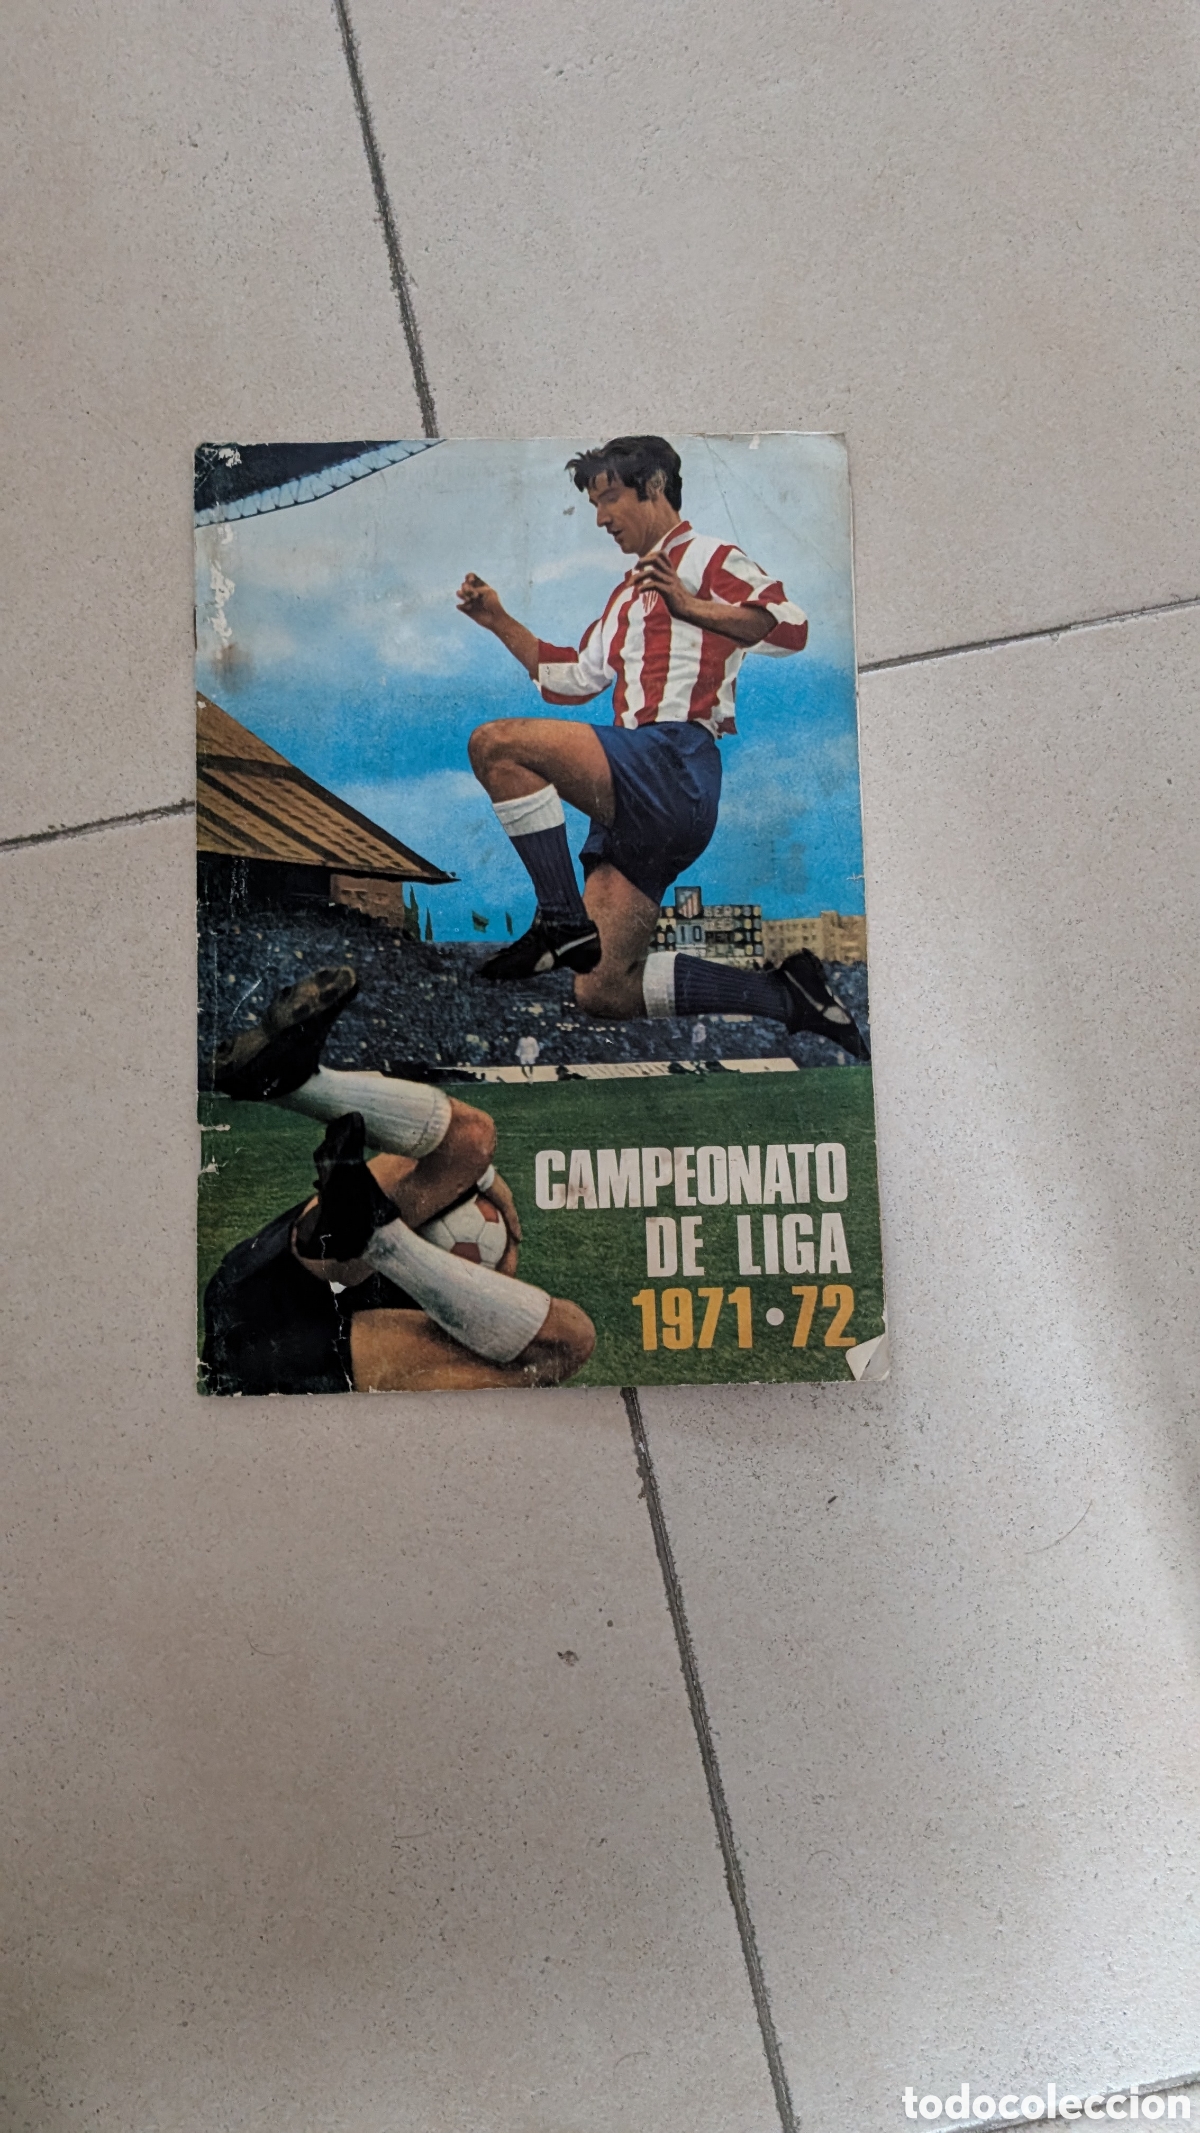 CAMPEONATO
DE LIGA
1971·72
todocoleccion